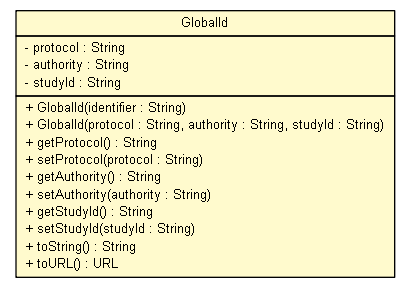 GlobalId
- protocol : String
- authority : String
- studyId : String
+ GlobalId(identifier : String)
+ GlobalId(protocol : String, authority : String, studyId : String)
+ getProtocol() : String
+ setProtocol(protocol : String)
+ getAuthority() : String
+ setAuthority(authority : String)
+ getStudyId() : String
+ setStudyId(studyId : String)
+ toString() : String
+ toURL() : URL